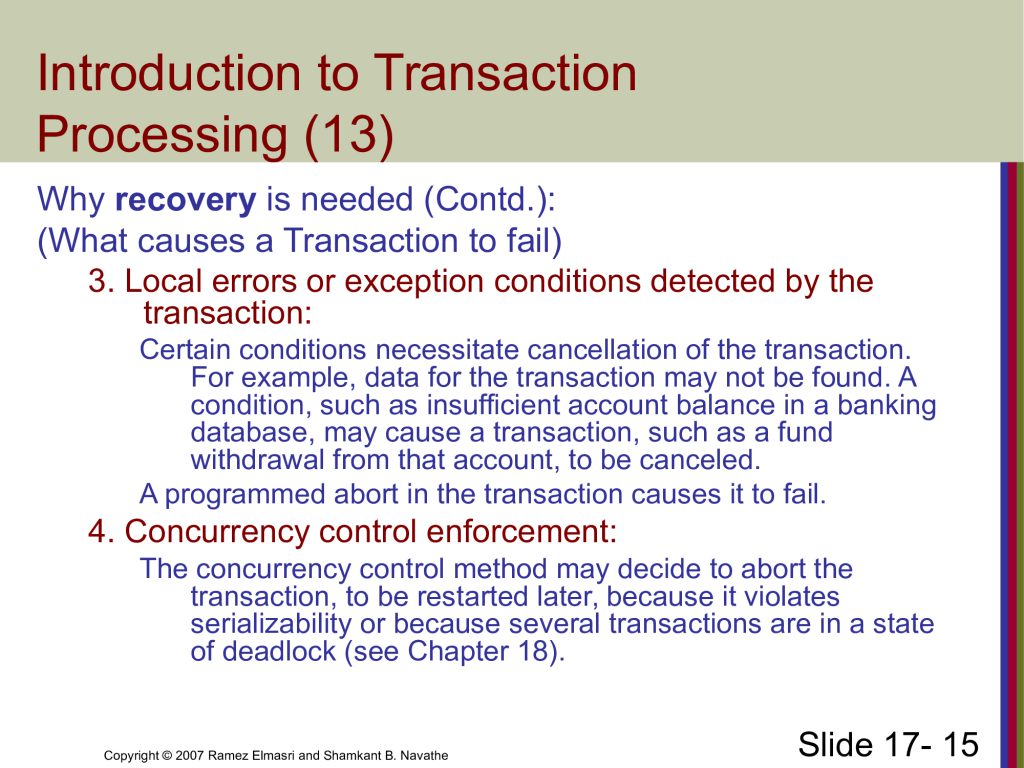 Introduction to Transaction
Processing (13)
Why recovery is needed (Contd.):
(What causes a Transaction to fail)
3. Local errors or exception conditions detected by the
transaction:
Certain conditions necessitate cancellation of the transaction.
For example, data for the transaction may not be found. A
condition, such as insufficient account balance in a banking
database, may cause a transaction, such as a fund
withdrawal from that account, to be canceled.
A programmed abort in the transaction causes it to fail.
4. Concurrency control enforcement:
The concurrency control method may decide to abort the
transaction, to be restarted later, because it violates
serializability or because several transactions are in a state
of deadlock (see Chapter 18).
Copyright © 2007 Ramez Elmasri and Shamkant B. Navathe
Slide 17- 15